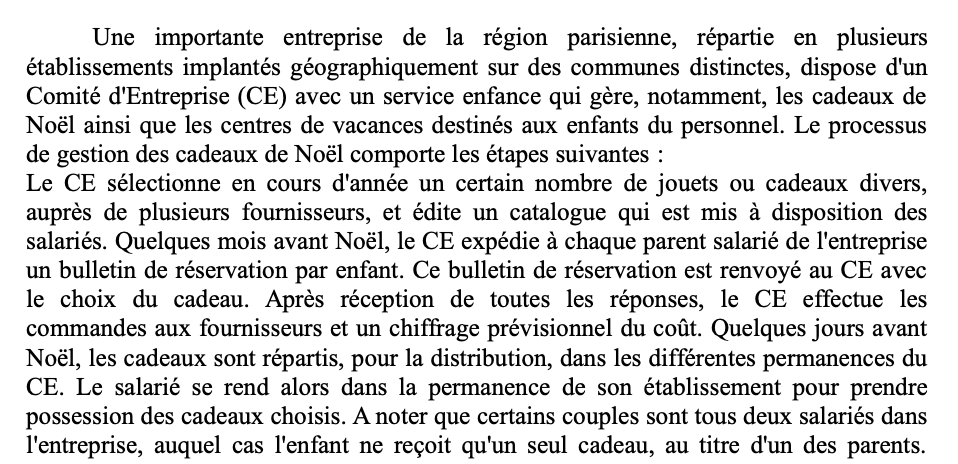 Une importante entreprise de la région parisienne, répartie en plusieurs
établissements implantés géographiquement sur des communes distinctes, dispose d'un
Comité d'Entreprise (CE) avec un service enfance qui gère, notamment, les cadeaux de
Noël ainsi que les centres de vacances destinés aux enfants du personnel. Le processus
de gestion des cadeaux de Noël comporte les étapes suivantes :
Le CE sélectionne en cours d'année un certain nombre de jouets ou cadeaux divers,
auprès de plusieurs fournisseurs, et édite un catalogue qui est mis à disposition des
salariés. Quelques mois avant Noël, le CE expédie à chaque parent salarié de l'entreprise
un bulletin de réservation par enfant. Ce bulletin de réservation est renvoyé au CE avec
le choix du cadeau. Après réception de toutes les réponses, le CE effectue les
commandes aux fournisseurs et un chiffrage prévisionnel du coût. Quelques jours avant
Noël, les cadeaux sont répartis, pour la distribution, dans les différentes permanences du
CE. Le salarié se rend alors dans la permanence de son établissement pour prendre
possession des cadeaux choisis. A noter que certains couples sont tous deux salariés dans
l'entreprise, auquel cas l'enfant ne reçoit qu'un seul cadeau, au titre d'un des parents.